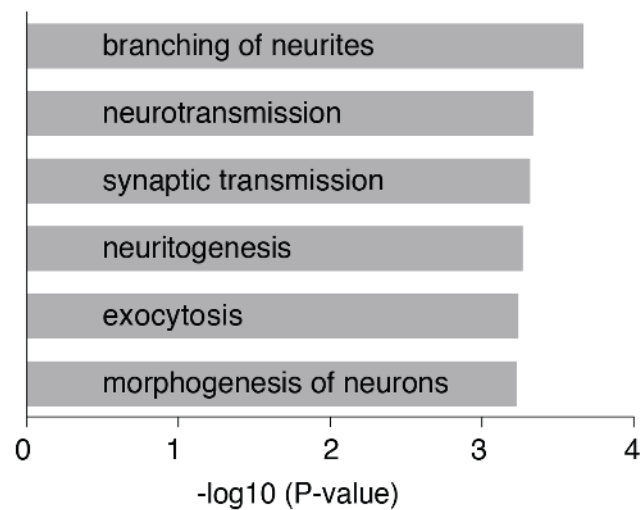 branching of neurites
neurotransmission
synaptic transmission
neuritogenesis
exocytosis
morphogenesis of neurons
0 1 2 3 4
-log10 (P-value)